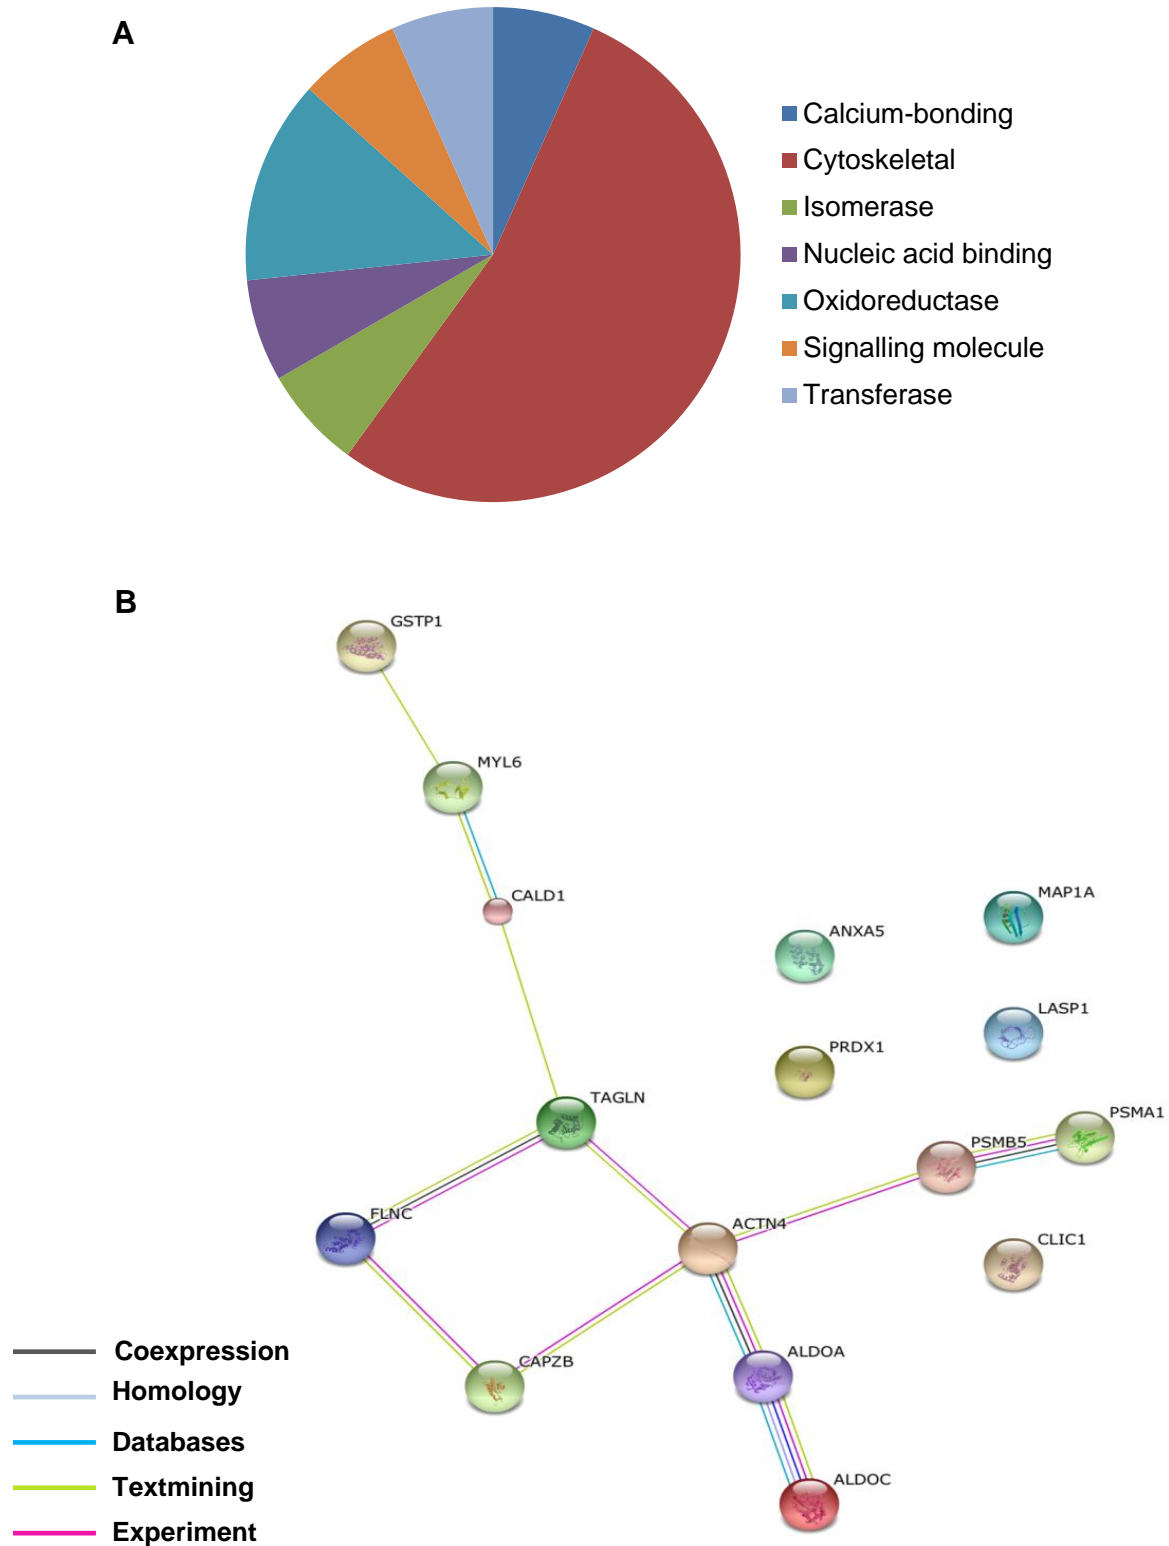 A
Calcium-bonding
Cytoskeletal
Isomerase
Nucleic acid binding
Oxidoreductase
Signalling molecule
Transferase
B
GSTP1
MYL6
CALD1
MAP1A
ANXA5
LASP1
PRDX1
TAGLN
PSMA1
PSMB5
FLNC
ACTN4
CLIC1
ALDOA
CAPZB
ALDOC
Coexpression
Homology
Databases
Textmining
Experiment